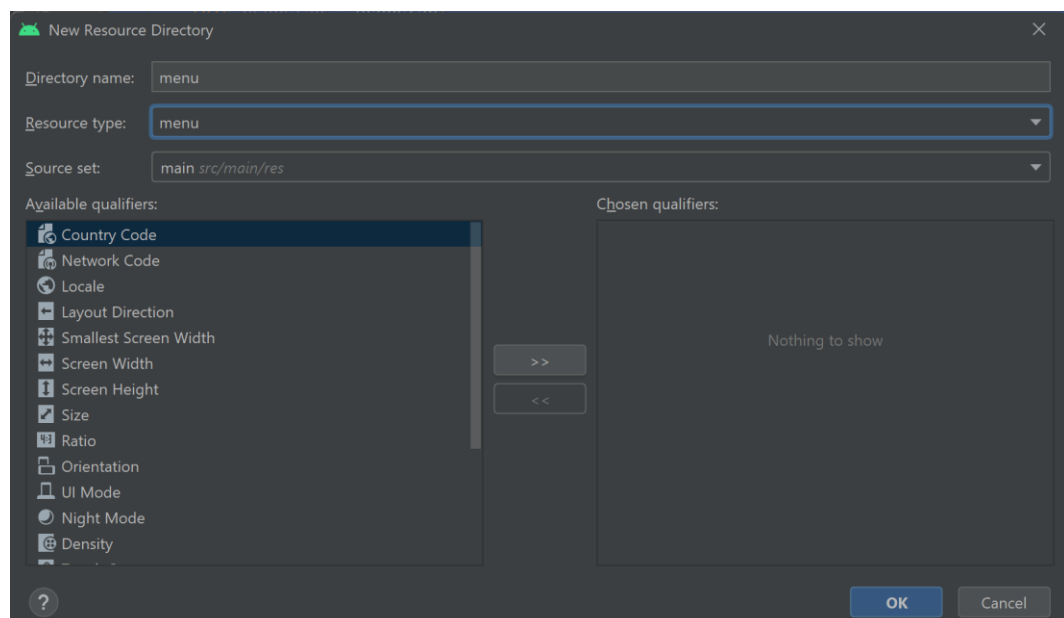 New Resource Directory
Directory name: menu
Resource type: menu
Source set: main src/main/res
Available qualifiers:
Country Code
Network Code
Locale
Layout Direction
Smallest Screen Width
Screen Width
Screen Height
Size
Ratio
Orientation
UI Mode
Night Mode
Density
>>
<<
Chosen qualifiers:
Nothing to show
?
OK
Cancel